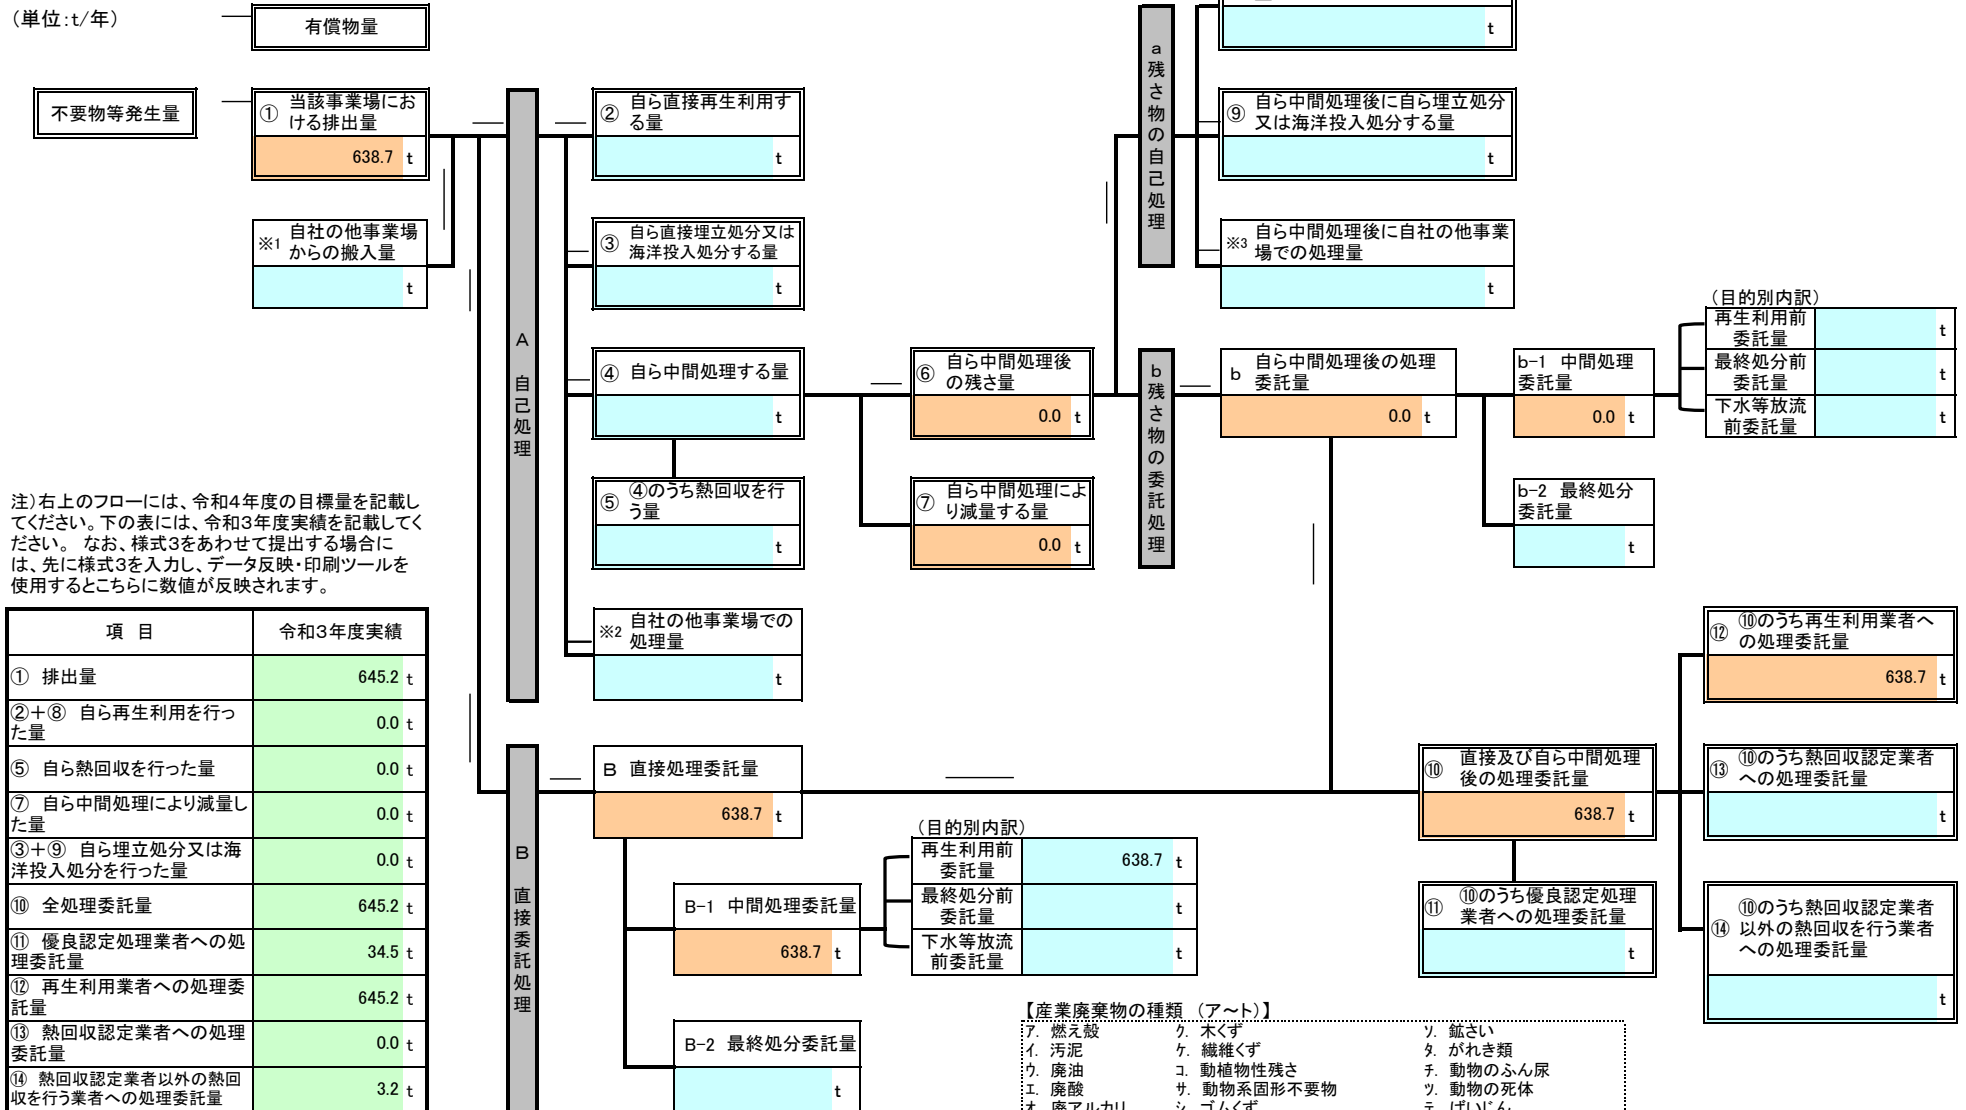 （単位：t/年）
有償物量
t
不要物等発生量
① 当該事業場にお
ける排出量
638.7 t
※1 自社の他事業場
からの搬入量
t
A 自己処理
② 自ら直接再生利用す
る量
t
③ 自ら直接埋立処分又は
海洋投入処分する量
t
④ 自ら中間処理する量
t
⑤ ④のうち熱回収を行
う量
t
※2 自社の他事業場での
処理量
t
⑥ 自ら中間処理後
の残さ量
0.0 t
⑦ 自ら中間処理によ
り減量する量
0.0 t
a 残さ物の自己処理
⑨ 自ら中間処理後に自ら埋立処分
又は海洋投入処分する量
t
※3 自ら中間処理後に自社の他事業
場での処理量
t
b 残さ物の委託処理
b 自ら中間処理後の処理
委託量
0.0 t
b-1 中間処理
委託量
0.0 t
b-2 最終処分
委託量
t
（目的別内訳）
再生利用前
委託量
t
最終処分前
委託量
t
下水等放流
前委託量
t
注）右上のフローには、令和４年度の目標量を記載し
てください。下の表には、令和３年度実績を記載してく
ださい。 なお、様式３をあわせて提出する場合に
は、先に様式３を入力し、データ反映・印刷ツールを
使用するとこちらに数値が反映されます。
項 目 令和３年度実績
① 排出量 645.2 t
②＋⑧ 自ら再生利用を行っ
た量 0.0 t
⑤ 自ら熱回収を行った量 0.0 t
⑦ 自ら中間処理により減量し
た量 0.0 t
③＋⑨ 自ら埋立処分又は海
洋投入処分を行った量 0.0 t
⑩ 全処理委託量 645.2 t
⑪ 優良認定処理業者への処
理委託量 34.5 t
⑫ 再生利用業者への処理委
託量 645.2 t
⑬ 熱回収認定業者への処理
委託量 0.0 t
⑭ 熱回収認定業者以外の熱回
収を行う業者への処理委託量 3.2 t
B 直接委託処理
B 直接処理委託量
638.7 t
B-1 中間処理委託量
638.7 t
B-2 最終処分委託量
t
（目的別内訳）
再生利用前
委託量
638.7 t
最終処分前
委託量
t
下水等放流
前委託量
t
⑩ 直接及び自ら中間処理
後の処理委託量
638.7 t
⑪ ⑩のうち優良認定処理
業者への処理委託量
t
⑫ ⑩のうち再生利用業者へ
の処理委託量
638.7 t
⑬ ⑩のうち熱回収認定業者
への処理委託量
t
⑭ ⑩のうち熱回収認定業者
以外の熱回収を行う業者
への処理委託量
t
【産業廃棄物の種類 （ア～ト）】
ア. 燃え殻 ク. 木くず ソ. 鉱さい
イ. 汚泥 ケ. 繊維くず タ. がれき類
ウ. 廃油 コ. 動植物性残さ チ. 動物のふん尿
エ. 廃酸 サ. 動物系固形不要物 ツ. 動物の死体
オ. 廃アルカリ シ. ゴムくず テ. ばいじん